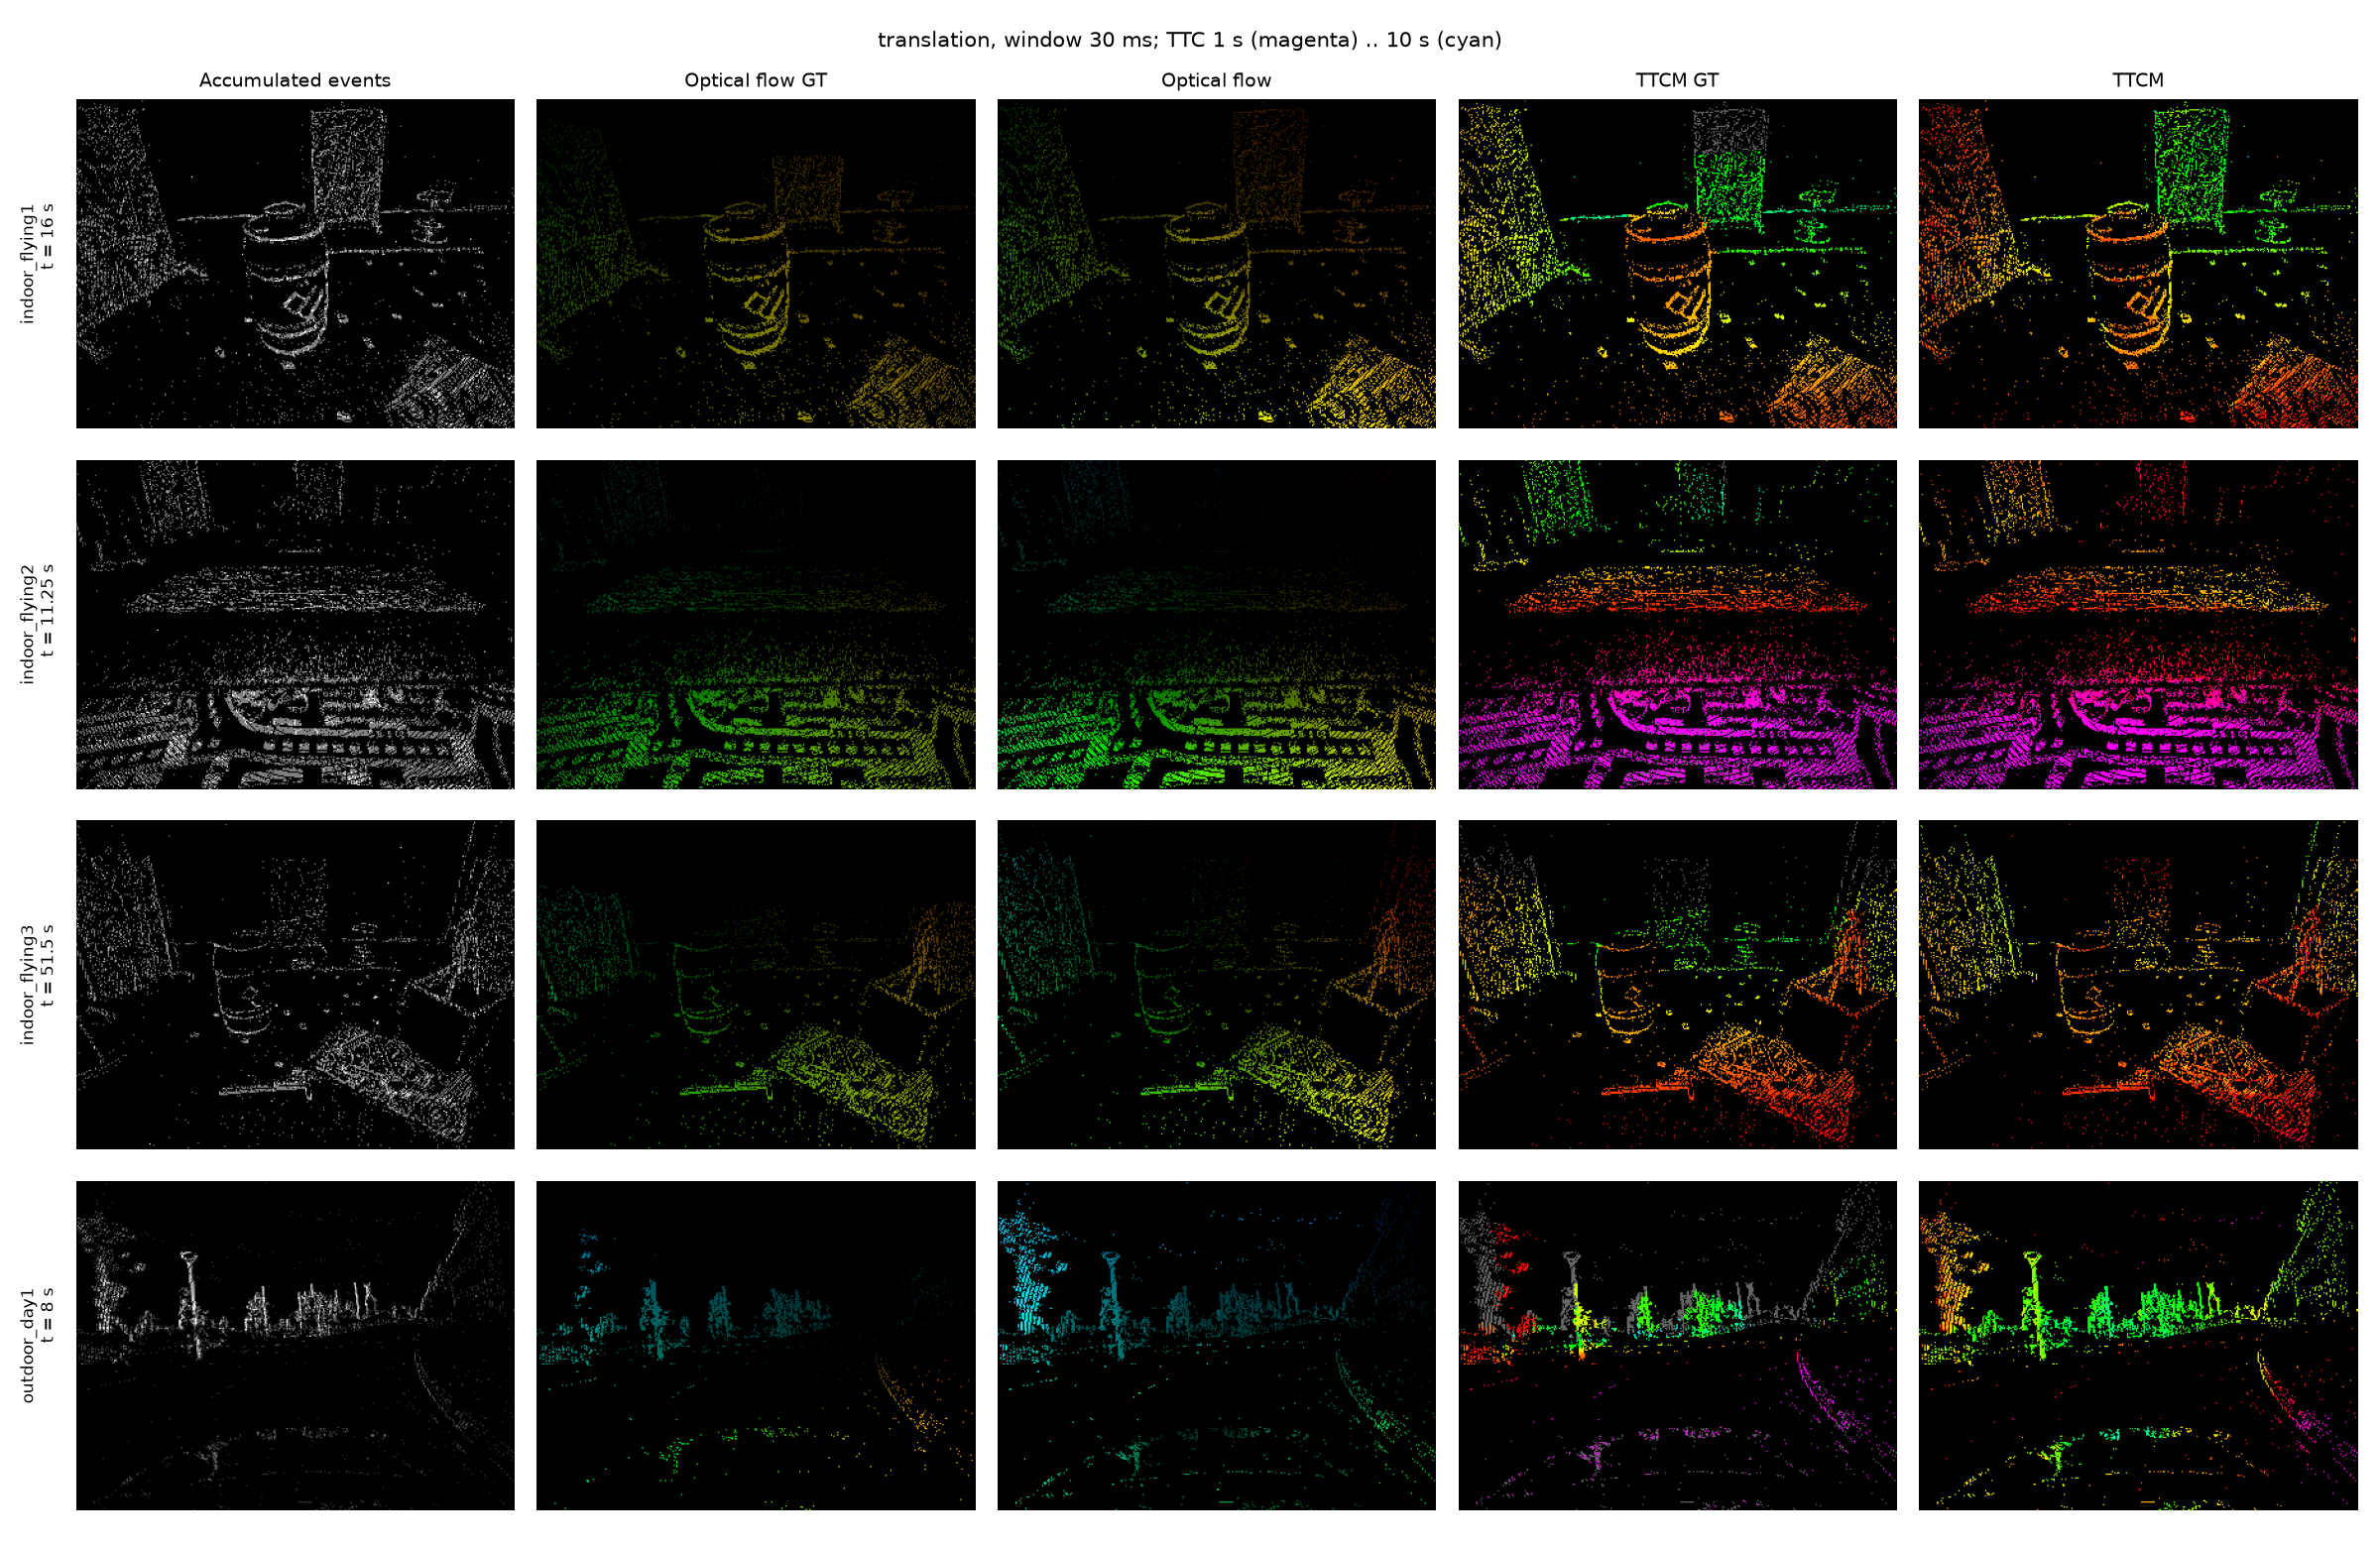 translation, window 30 ms; TTC 1 s (magenta) .. 10 s (cyan)
Accumulated events
Optical flow GT
Optical flow
TTCM GT
TTCM
indoor_flying1
t = 16 s
indoor_flying2
t = 11.25 s
indoor_flying3
t = 51.5 s
outdoor_day1
t = 8 s